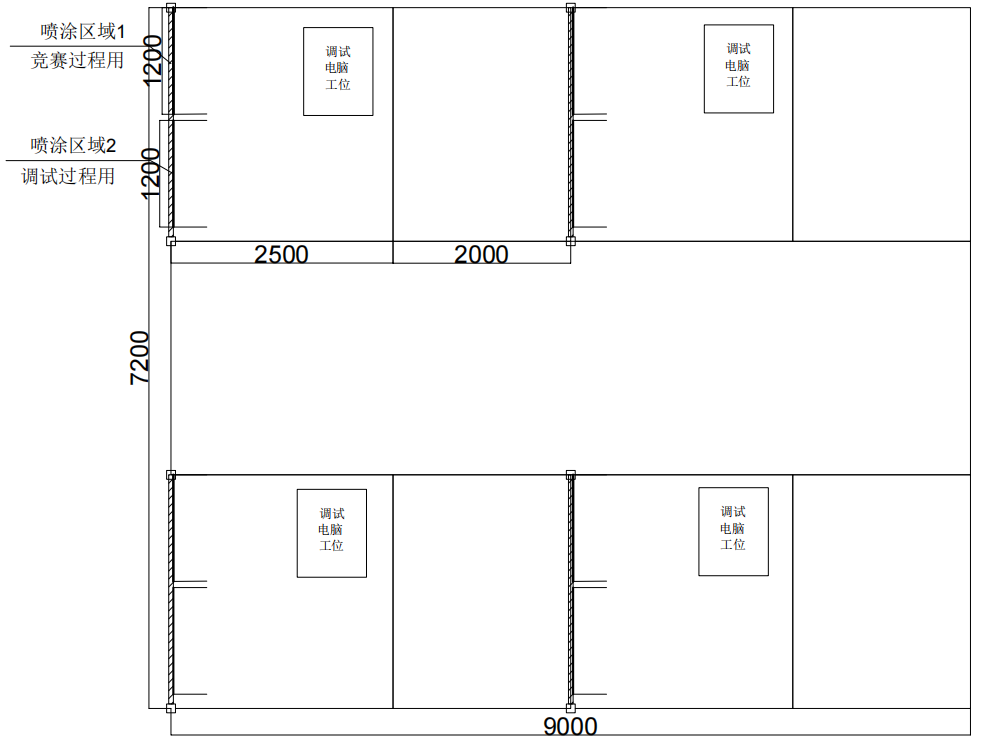 喷涂区域1
竞赛过程用
1200
喷涂区域2
调试过程用
1200
调试
电脑
工位
调试
电脑
工位
2500
2000
7200
调试
电脑
工位
调试
电脑
工位
9000